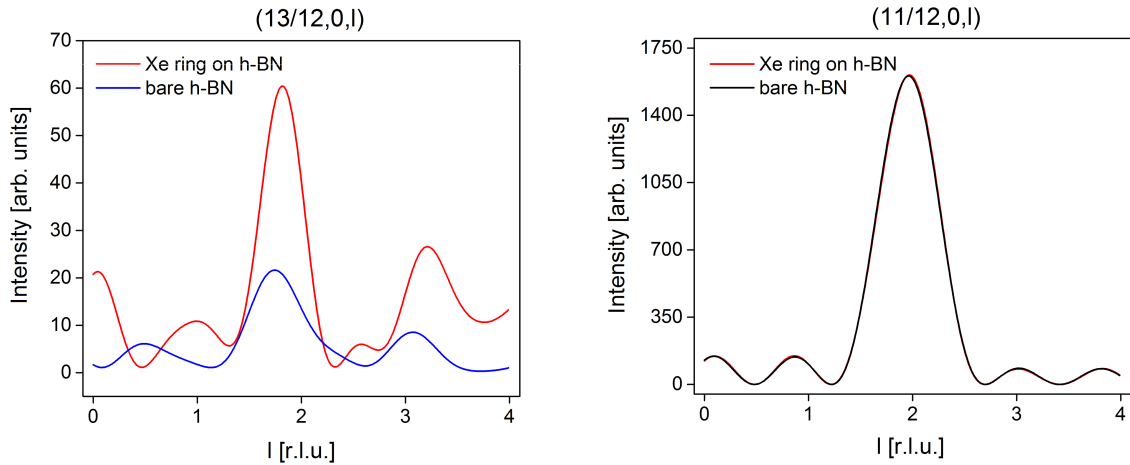 (13/12,0,l)
Xe ring on h-BN
bare h-BN
Intensity [arb. units]
70
60
50
40
30
20
10
0
0 1 2 3 4
l [r.l.u.]
(11/12,0,l)
Xe ring on h-BN
bare h-BN
Intensity [arb. units]
1750
1400
1050
700
350
0
0 1 2 3 4
l [r.l.u.]